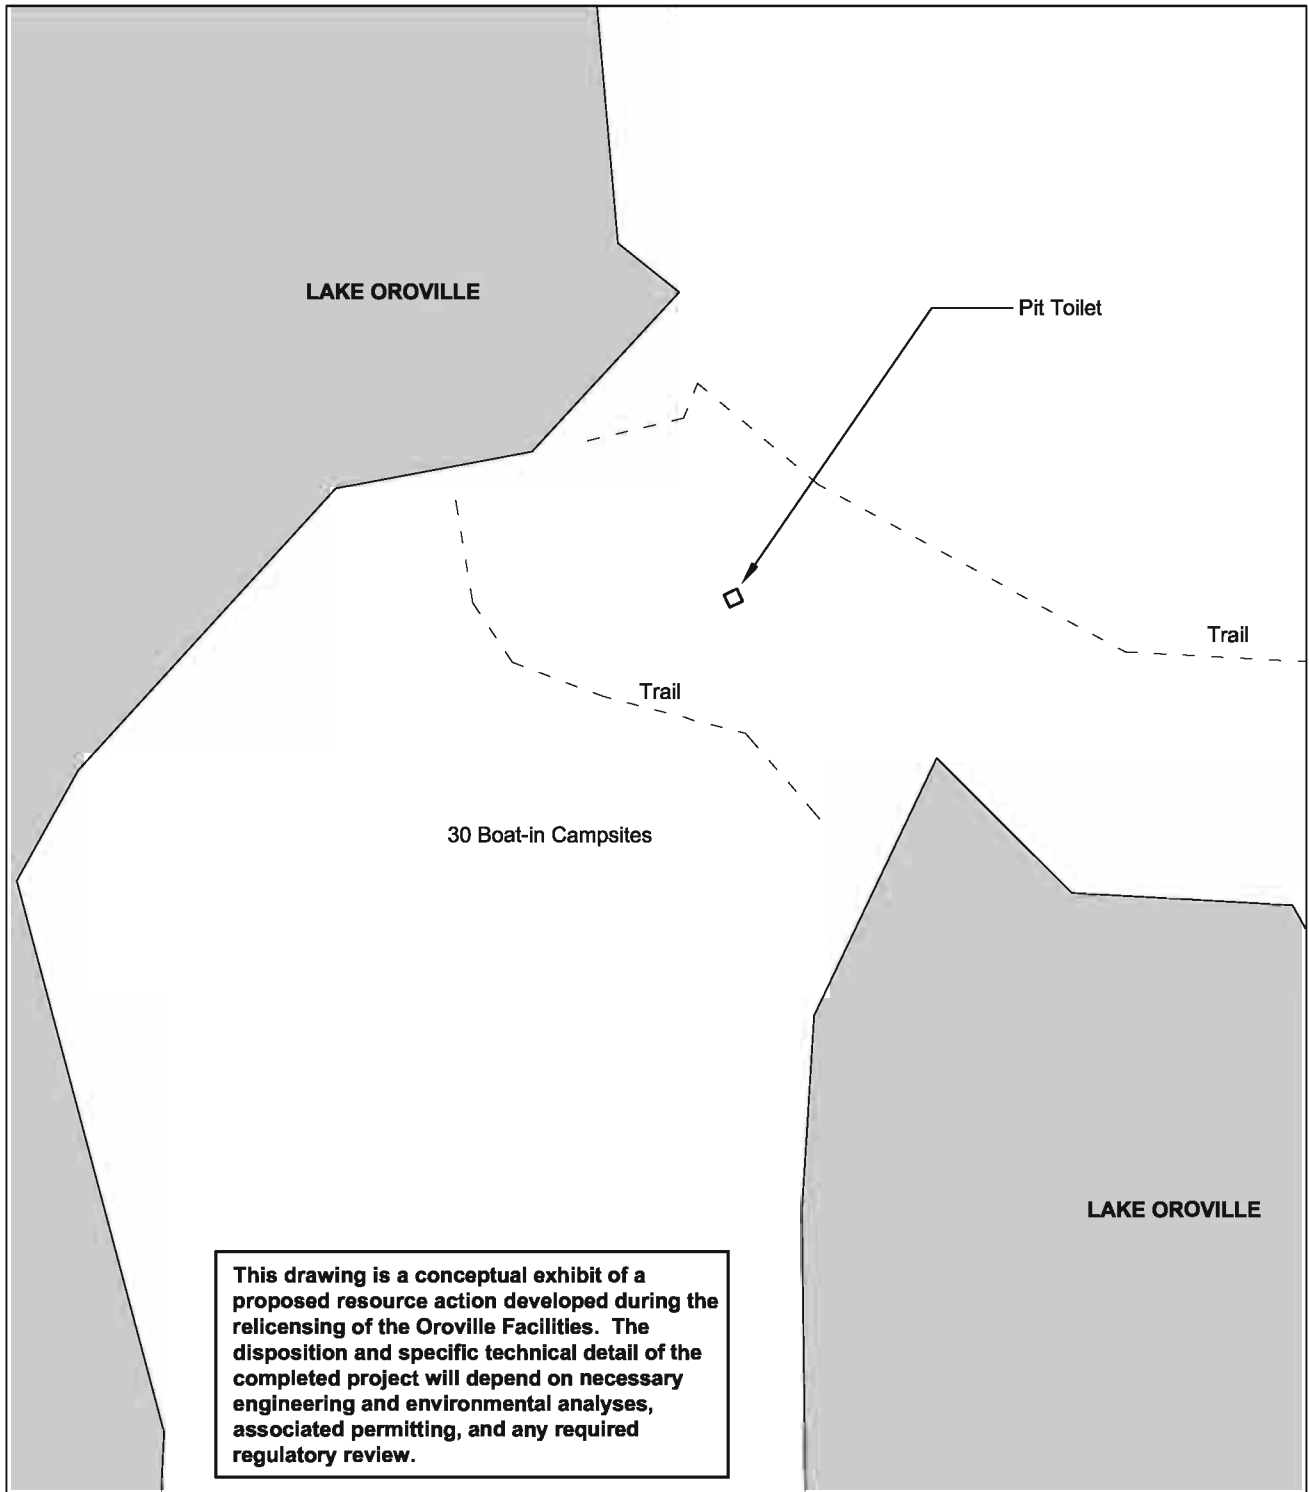 LAKE OROVILLE
Pit Toilet
Trail
Trail
30 Boat-in Campsites
LAKE OROVILLE
This drawing is a conceptual exhibit of a
proposed resource action developed during the
relicensing of the Oroville Facilities.  The
disposition and specific technical detail of the
completed project will depend on necessary
engineering and environmental analyses,
associated permitting, and any required
regulatory review.